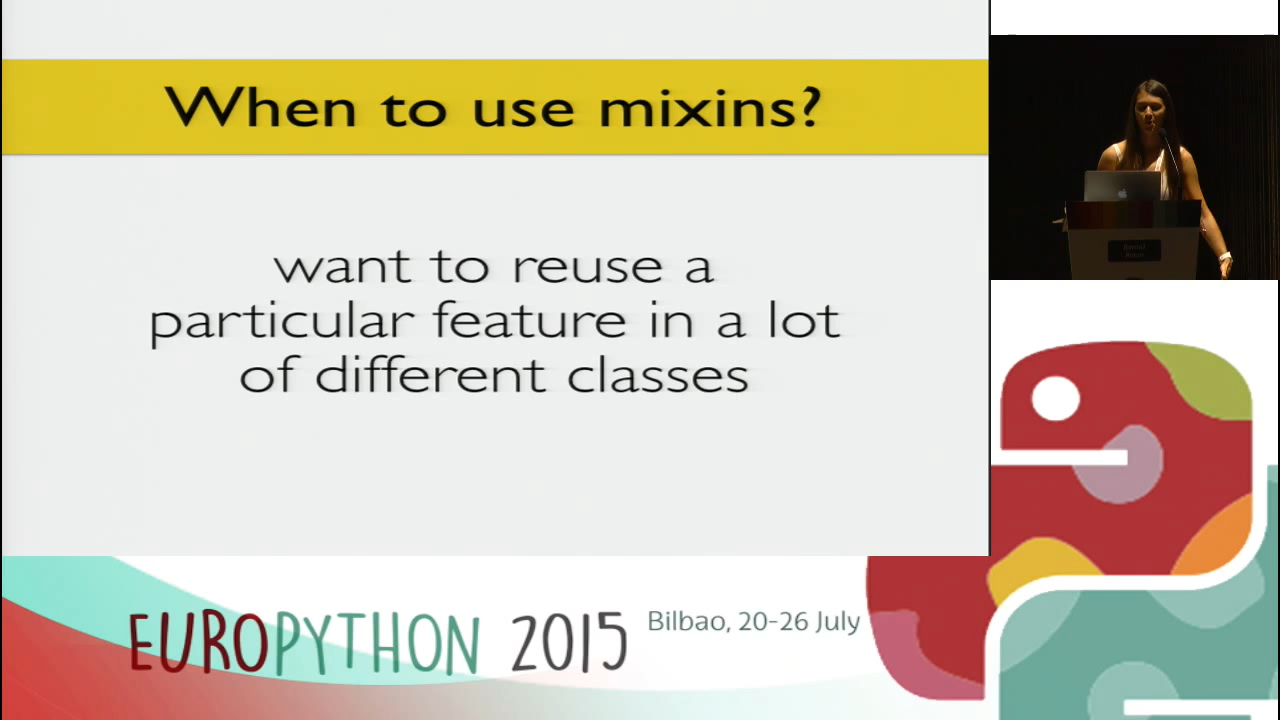 When to use mixins?
want to reuse a
particular feature in a lot
of different classes
EUROPYTHON 2015
Bilbao, 20-26 July